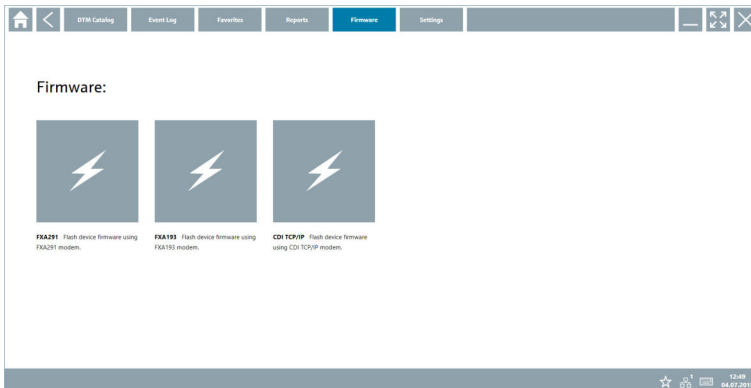 DTM Catalog Event Log Favorites Reports Firmware Settings
Firmware:
FXA291 Flash device firmware using
FXA291 modem.
FXA193 Flash device firmware using
FXA193 modem.
CDI TCP/IP Flash device firmware
using CDI TCP/IP modem.
1
12:49